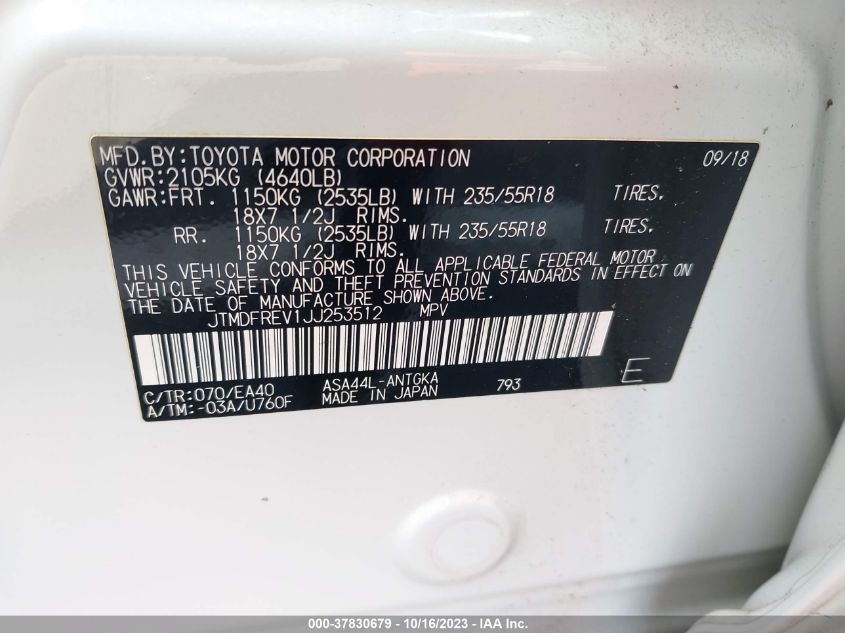 MFD.BY:TOYOTA MOTOR CORPORATION 09/18
GVWR:2105KG (4640LB)
GAWR:FRT. 1150KG (2535LB) WITH 235/55R18 TIRES.
18X7 1/2J RIMS.
RR. 1150KG (2535LB) WITH 235/55R18 TIRES.
18X7 1/2J RIMS.
THIS VEHICLE CONFORMS TO ALL APPLICABLE FEDERAL MOTOR
VEHICLE SAFETY AND THEFT PREVENTION STANDARDS IN EFFECT ON
THE DATE OF MANUFACTURE SHOWN ABOVE.
JTMDFREV1JJ253512 MPV
C/TR:070/EA40 ASA44L-ANTGKA 793 E
A/TM:-03A/U760F MADE IN JAPAN
000-37830679 - 10/16/2023 - IAA Inc.